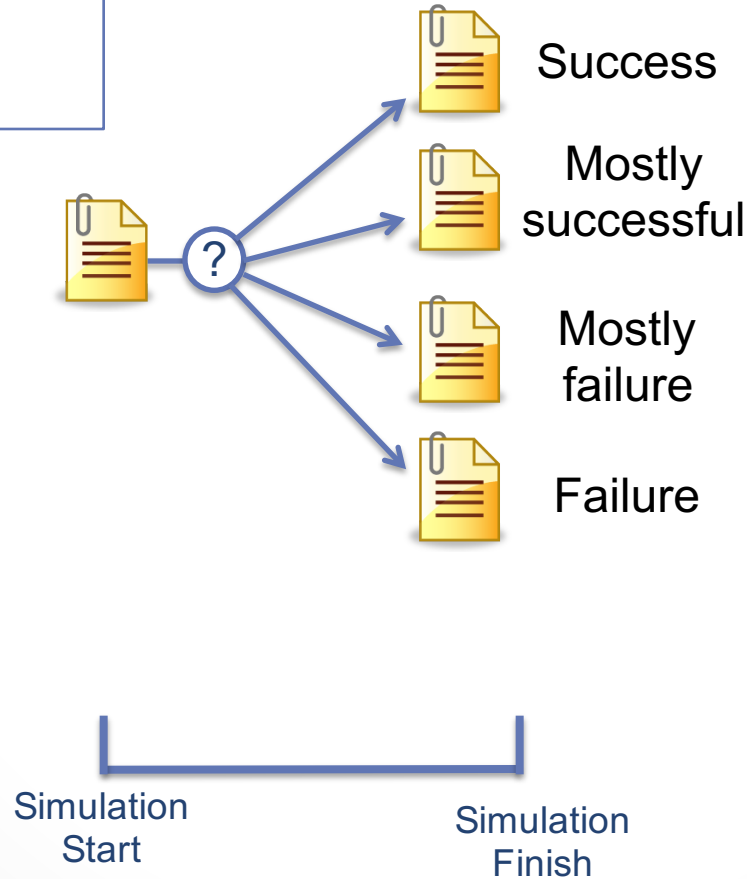 Success
Mostly
successful
?
Mostly
failure
Failure
Simulation
Start
Simulation
Finish